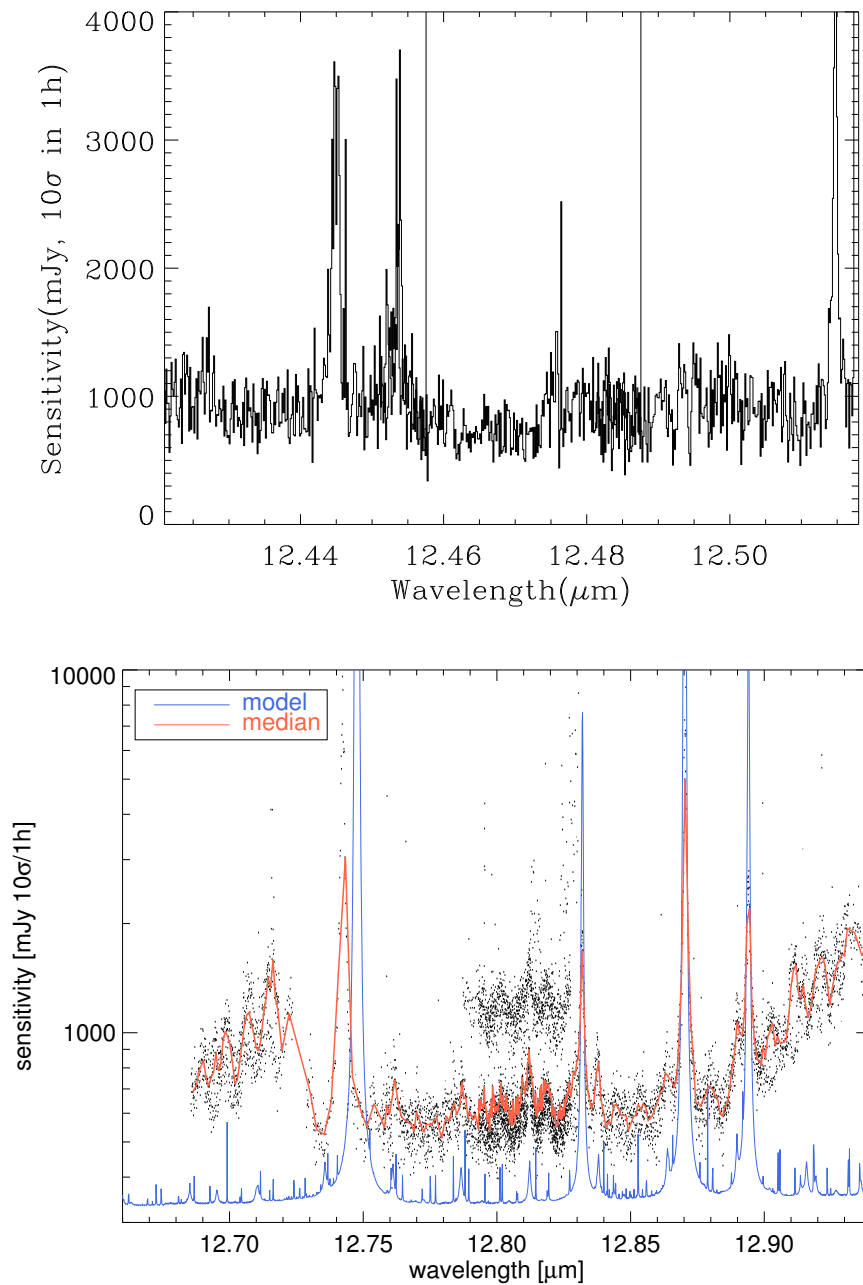 4000
3000
2000
1000
0
Sensitivity(mJy, 10σ in 1h)
12.44 12.46 12.48 12.50
Wavelength(μm)
10000
1000
model
median
sensitivity [mJy 10σ/1h]
12.70 12.75 12.80 12.85 12.90
wavelength [μm]